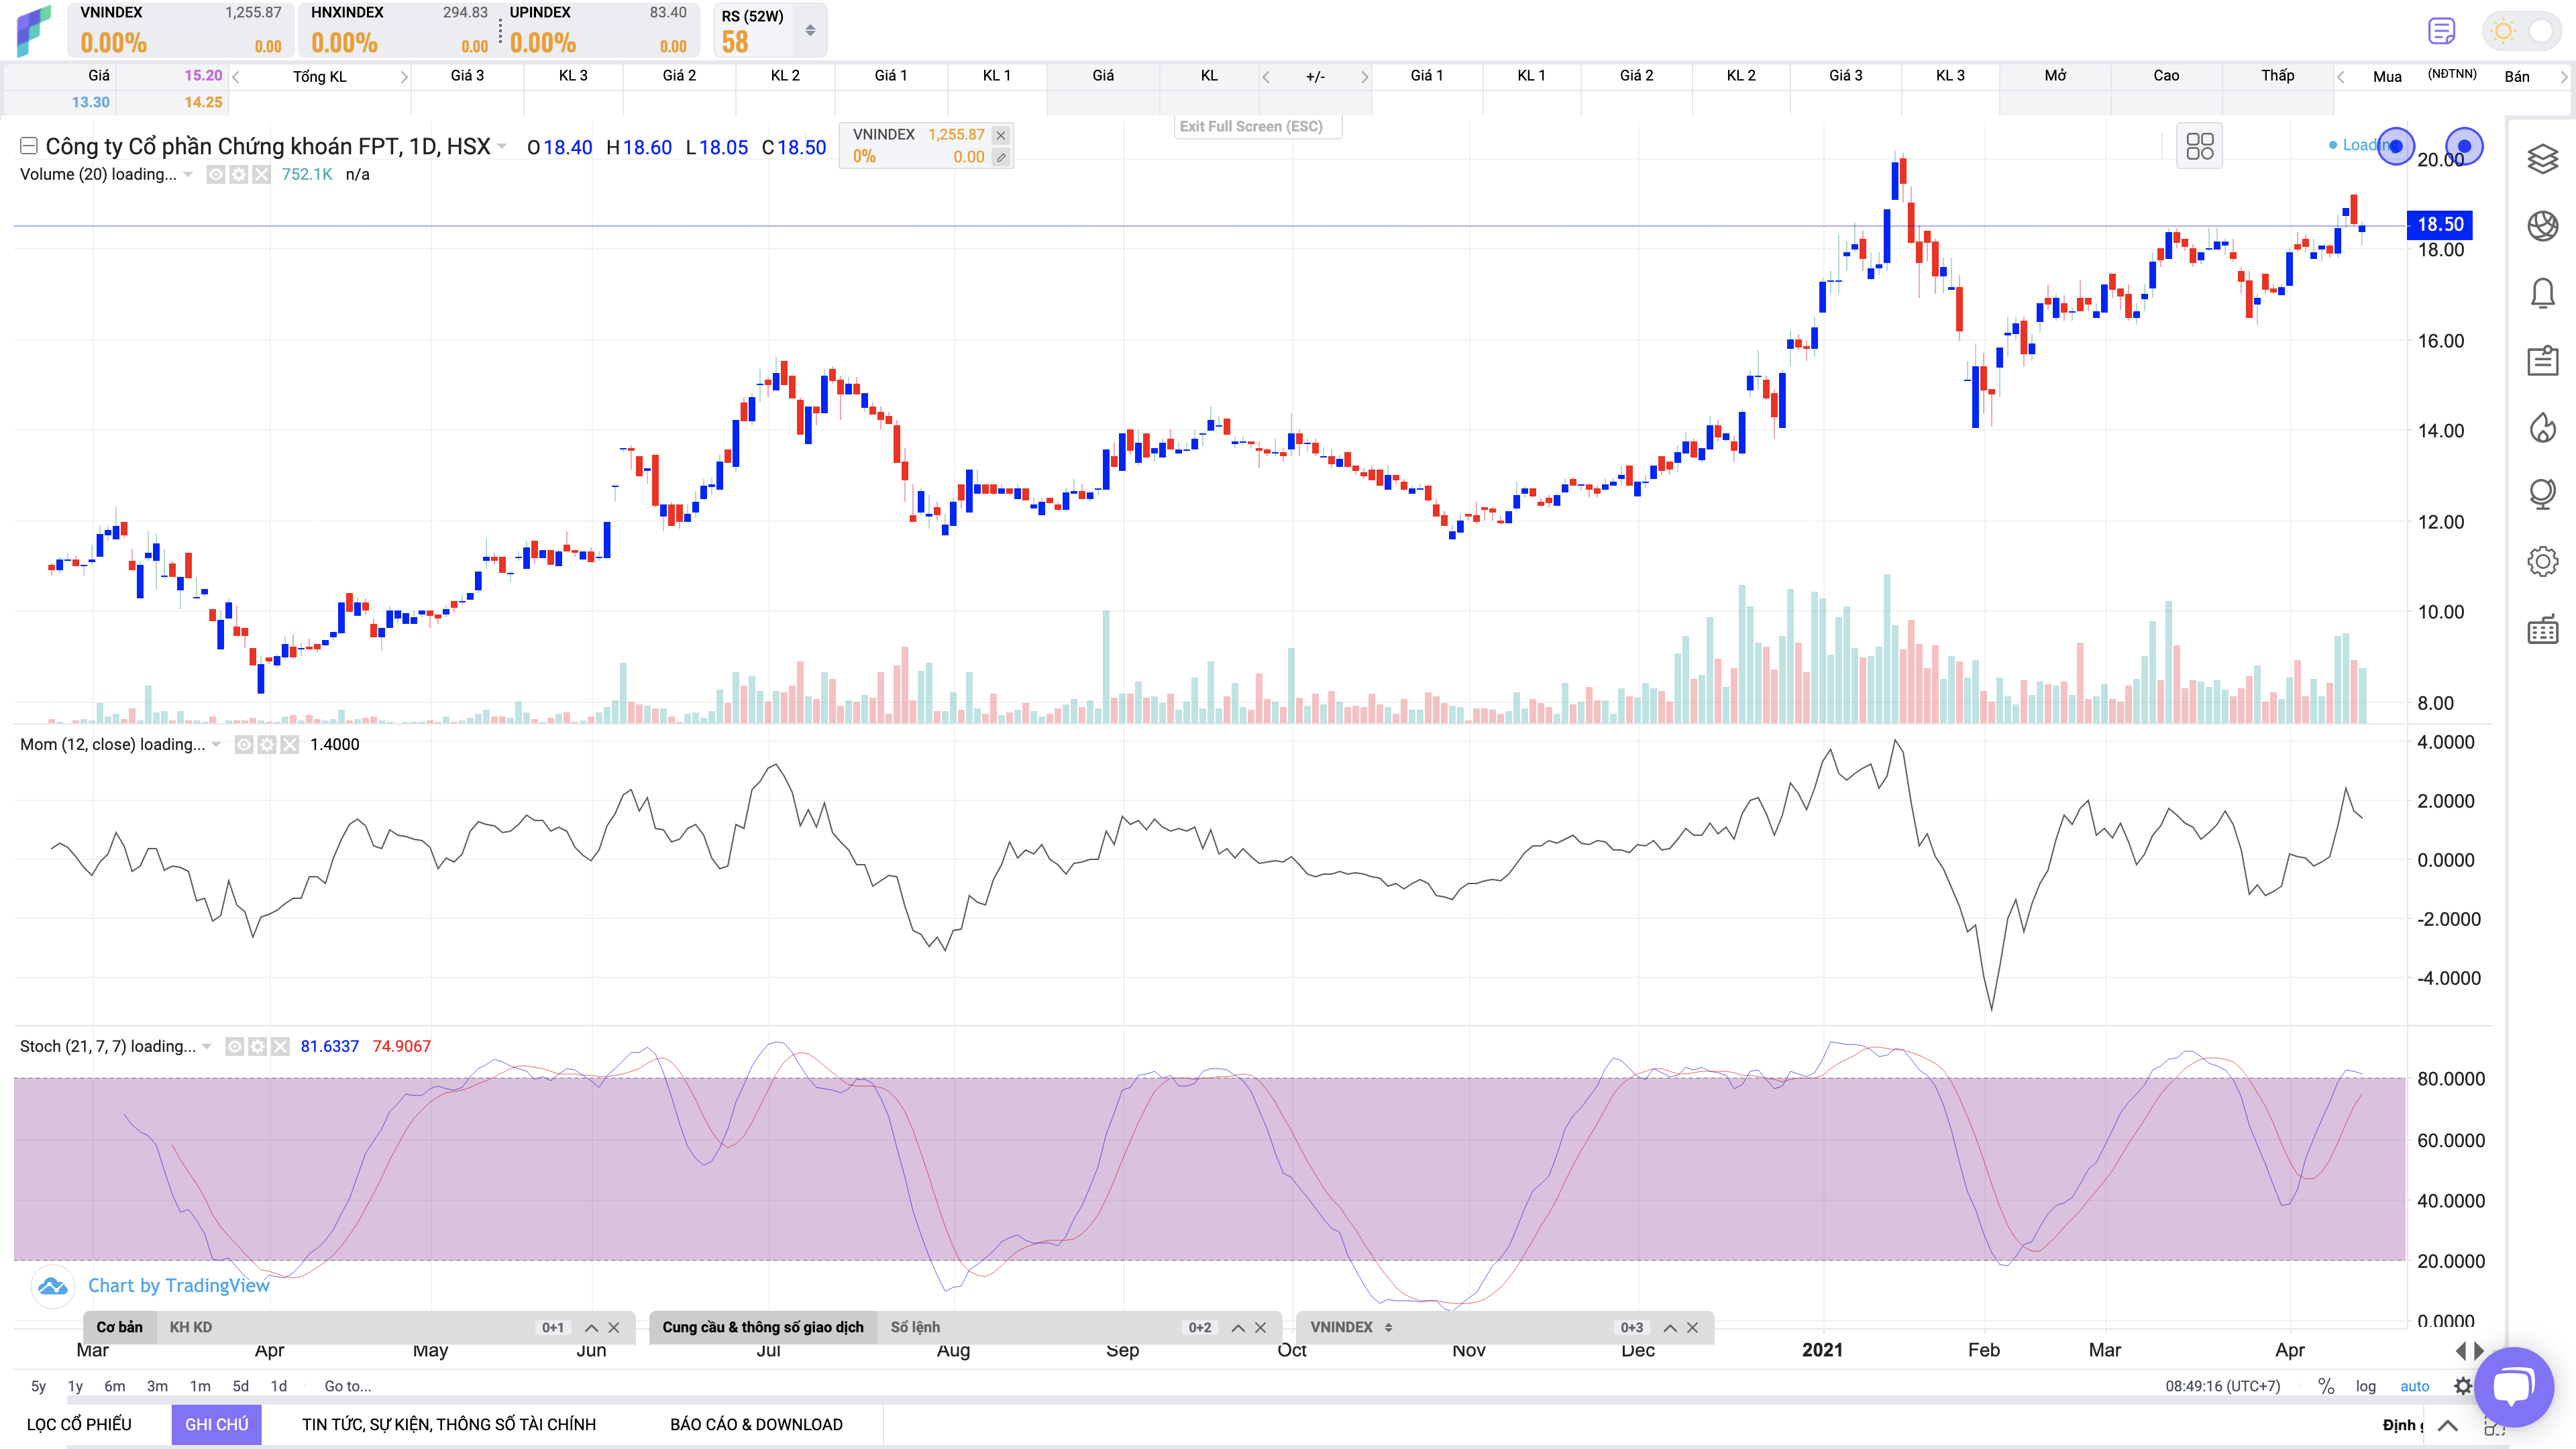 VNINDEX 1,255.87 HNXINDEX 294.83 UPINDEX 83.40 RS (52W)
0.00% 0.00 0.00% 0.00 0.00% 0.00 58
Giá 15.20 Tổng KL Giá 3 KL 3 Giá 2 KL 2 Giá 1 KL 1 Giá KL +/- Giá 1 KL 1 Giá 2 KL 2 Giá 3 KL 3 Mở Cao Thấp Mua (NĐTNN) Bán
13.30 14.25
Exit Full Screen (ESC)
Công ty Cổ phần Chứng khoán FPT, 1D, HSX O18.40 H18.60 L18.05 C18.50
VNINDEX 1,255.87
0% 0.00
Volume (20) loading... 752.1K n/a
20.00
18.50
18.00
16.00
14.00
12.00
10.00
8.00
Mom (12, close) loading... 1.4000
4.0000
2.0000
0.0000
-2.0000
-4.0000
Stoch (21, 7, 7) loading... 81.6337 74.9067
80.0000
60.0000
40.0000
20.0000
0.0000
Chart by TradingView
Cơ bản KH KD 0+1 Cung cầu & thông số giao dịch Sổ lệnh 0+2 VNINDEX 0+3
Mar Apr May Jun Jul Aug Sep Oct Nov Dec 2021 Feb Mar Apr
5y 1y 6m 3m 1m 5d 1d Go to... 08:49:16 (UTC+7) % log auto
LỌC CỔ PHIẾU GHI CHÚ TIN TỨC, SỰ KIỆN, THÔNG SỐ TÀI CHÍNH BÁO CÁO & DOWNLOAD Định